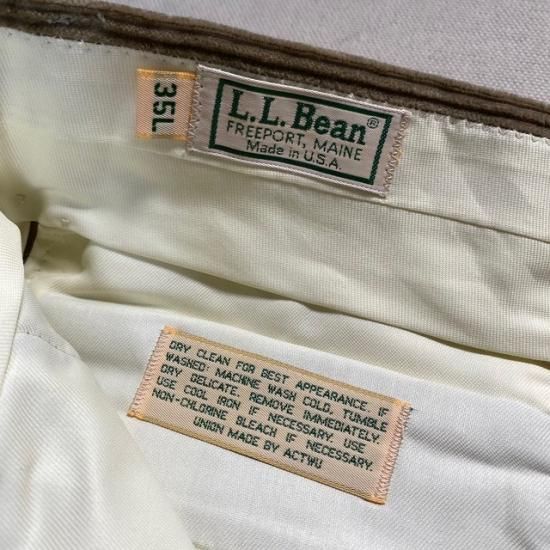 35L
L.L.Bean®
FREEPORT, MAINE
Made in U.S.A.
DRY CLEAN FOR BEST APPEARANCE. IF
WASHED: MACHINE WASH COLD. TUMBLE
DRY DELICATE. REMOVE IMMEDIATELY.
USE COOL IRON IF NECESSARY. USE
NON-CHLORINE BLEACH IF NECESSARY.
UNION MADE BY ACTWU